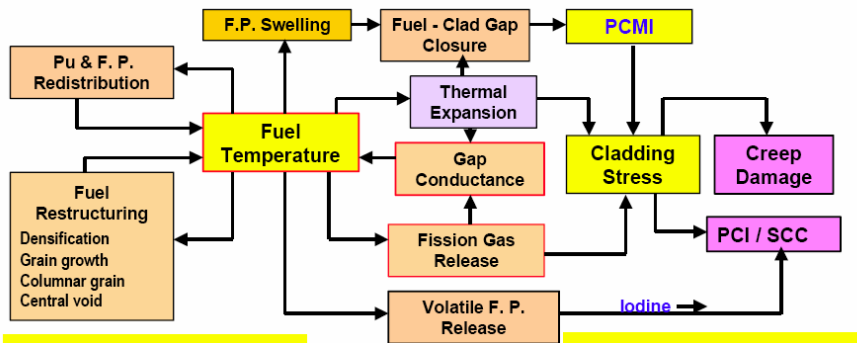 F.P. Swelling
Fuel - Clad Gap
Closure
PCMI
Pu & F. P.
Redistribution
Thermal
Expansion
Fuel
Temperature
Gap
Conductance
Cladding
Stress
Creep
Damage
Fuel
Restructuring
Densification
Grain growth
Columnar grain
Central void
Fission Gas
Release
PCI / SCC
Volatile F. P.
Release
Iodine